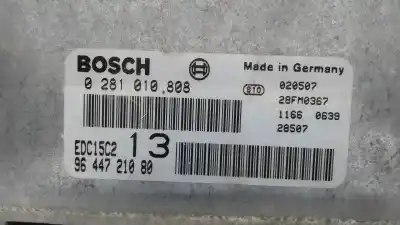 BOSCH
0 281 010,808
EDC15C2 13
96 447 210 80
Made in Germany
020507
28FM0367
1166 0639
28507